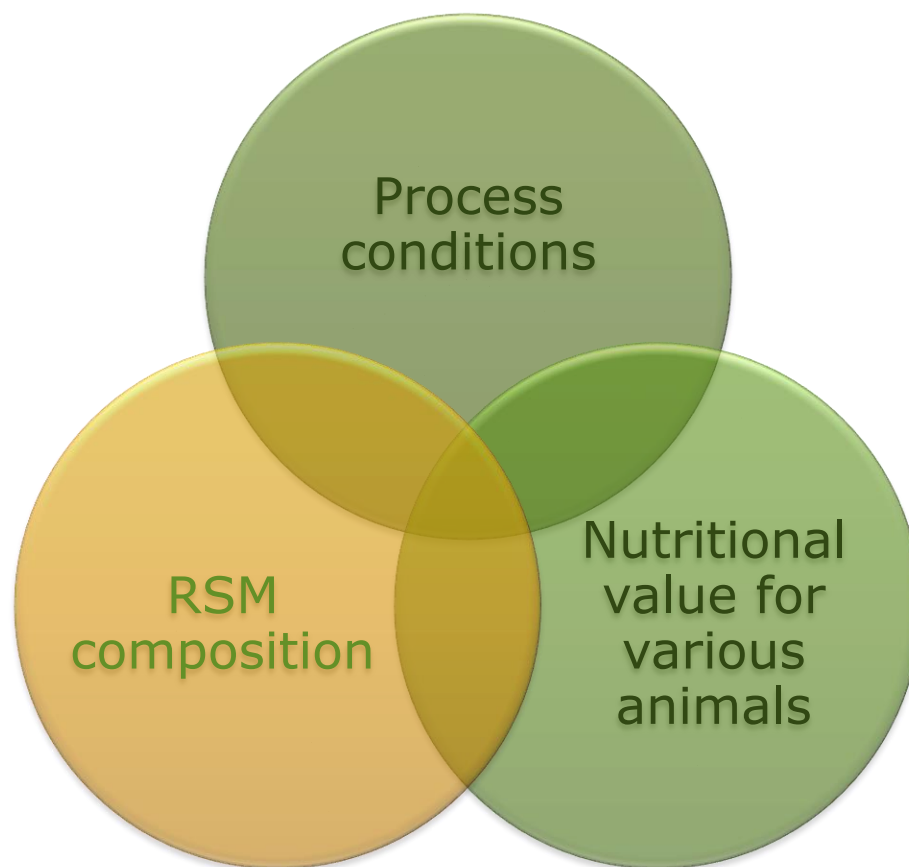 Process
conditions
RSM
composition
Nutritional
value for
various
animals